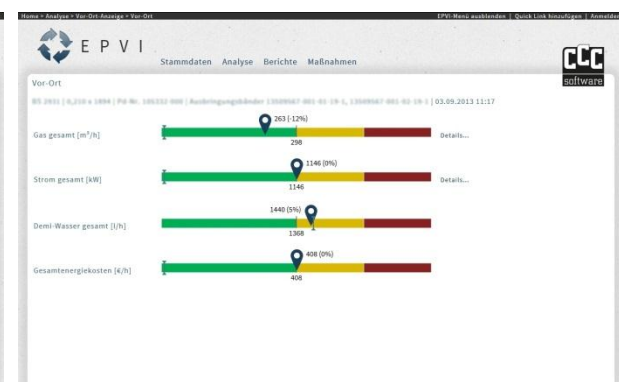 Home > Analyse > Vor-Ort-Anzeige > Vor-Ort
EPVI-Menü ausblenden | Quick Link hinzufügen | Anmelden
EPVI
Stammdaten Analyse Berichte Maßnahmen
CCC
software
Vor-Ort
| 03.09.2013 11:17
263 (-12%)
Gas gesamt [m³/h]
Details...
298
1146 (0%)
Strom gesamt [kW]
Details...
1146
1440 (5%)
Demi-Wasser gesamt [l/h]
1368
408 (0%)
Gesamtenergiekosten [€/h]
408